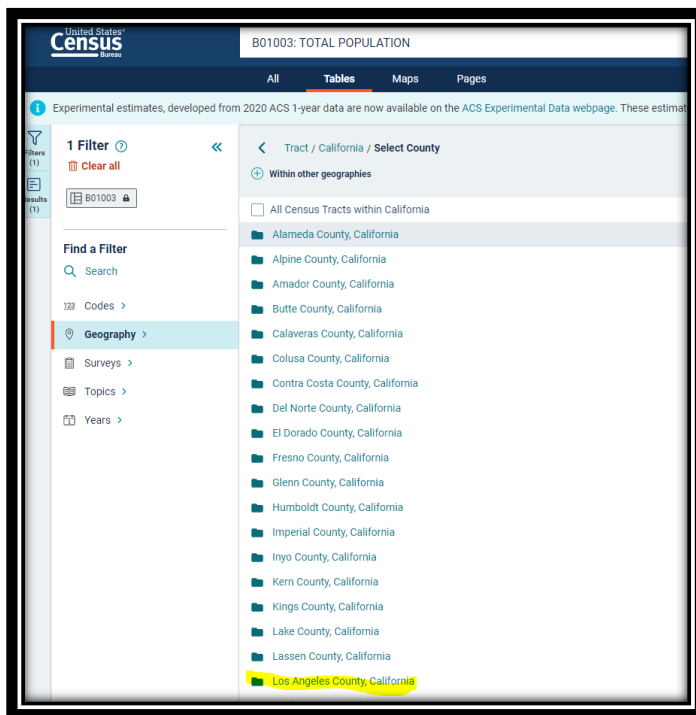 United States®
Census
Bureau
B01003: TOTAL POPULATION
All Tables Maps Pages
Experimental estimates, developed from 2020 ACS 1-year data are now available on the ACS Experimental Data webpage. These estimat
Filters
(1)
Results
(1)
1 Filter
Clear all
B01003
Find a Filter
Search
123 Codes >
Geography >
Surveys >
Topics >
Years >
Tract / California / Select County
Within other geographies
All Census Tracts within California
Alameda County, California
Alpine County, California
Amador County, California
Butte County, California
Calaveras County, California
Colusa County, California
Contra Costa County, California
Del Norte County, California
El Dorado County, California
Fresno County, California
Glenn County, California
Humboldt County, California
Imperial County, California
Inyo County, California
Kern County, California
Kings County, California
Lake County, California
Lassen County, California
Los Angeles County, California